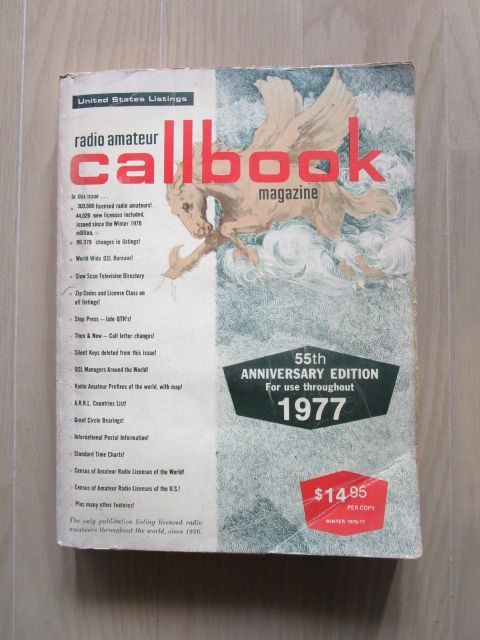 United States Listings
radio amateur
callbook
magazine
In this issue . . .
303,590 licensed radio amateurs!
44,028 new licenses included,
issued since the Winter 1976
edition.
99,378 changes in listings!
World Wide QSL Bureaus!
Slow Scan Television Directory
Zip Codes and License Class on
all listings!
Stop Press — late QTH's!
Then & Now — Call letter changes!
Silent Keys deleted from this issue!
QSL Managers Around the World!
Radio Amateur Prefixes of the world, with map!
A.R.R.L. Countries List!
Great Circle Bearings!
International Postal Information!
Standard Time Charts!
Census of Amateur Radio Licenses of the World!
Census of Amateur Radio Licenses of the U.S.!
Plus many other features!
The only publication listing licensed radio
amateurs throughout the world, since 1920.
55th
ANNIVERSARY EDITION
For use throughout
1977
$14.95
PER COPY
WINTER 1976-77